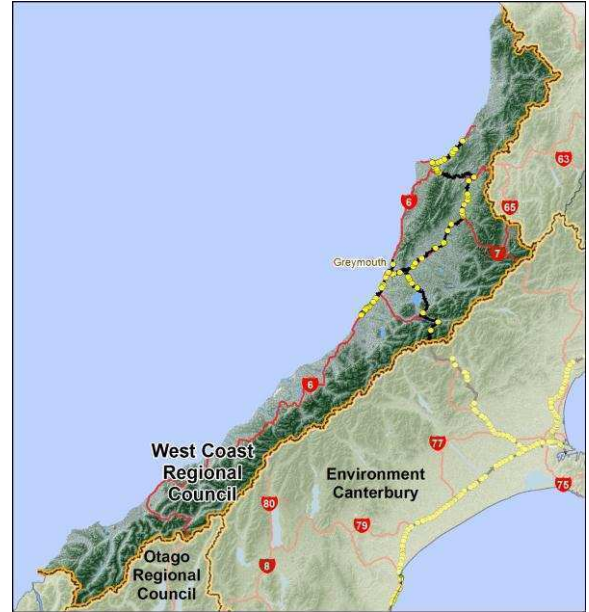 63
65
6
7
Greymouth
6
West Coast
Regional
Council
77
Environment
Canterbury
80
75
79
8
Otago
Regional
Council